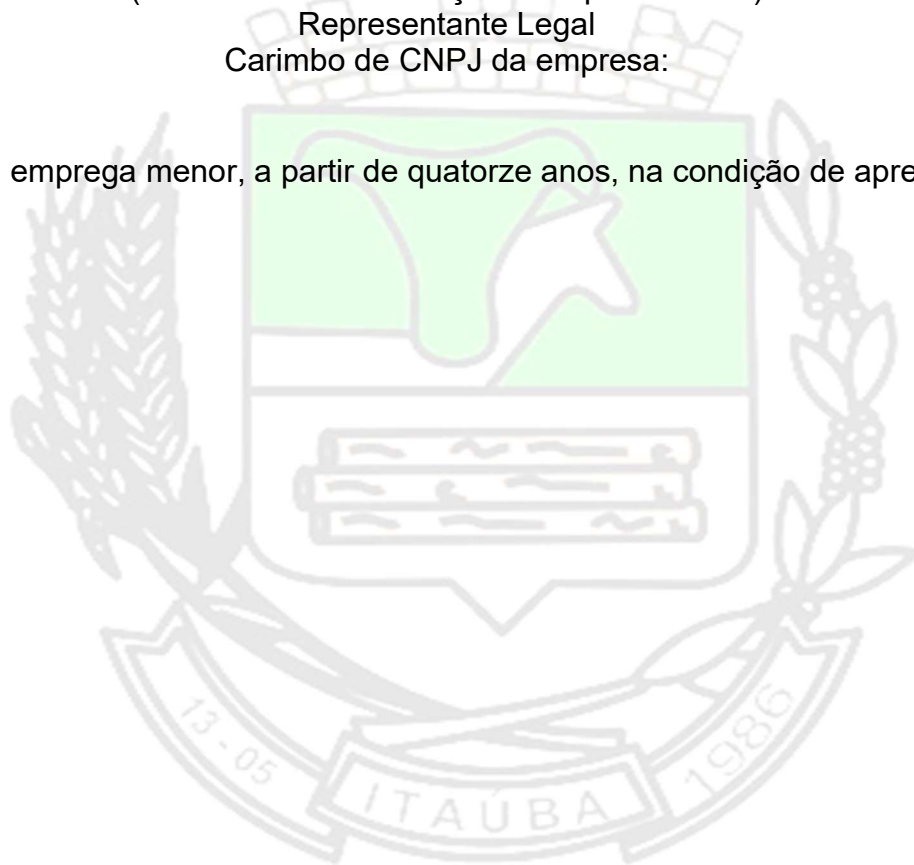 Representante Legal
Carimbo de CNPJ da empresa:
emprega menor, a partir de quatorze anos, na condição de apre
13 - 05
ITAÚBA
1986